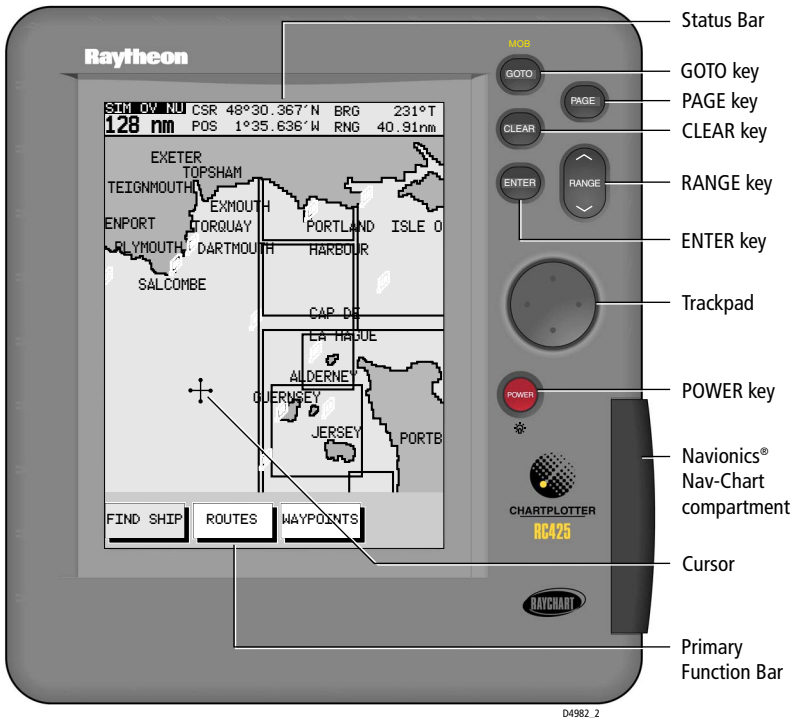 Status Bar
Raytheon
MOB
GOTO
GOTO key
PAGE
PAGE key
CLEAR
CLEAR key
ENTER
RANGE
RANGE key
ENTER key
SIM OV NU CSR 48°30.367′N BRG 231°T
128 nm POS 1°35.636′W RNG 40.91nm
EXETER
TOPSHAM
TEIGNMOUTH
EXMOUTH
ENPORT TORQUAY PORTLAND ISLE O
PLYMOUTH DARTMOUTH HARBOUR
SALCOMBE
Trackpad
CAP DE
LA HAGUE
ALDERNEY
GUERNSEY
JERSEY PORTB
POWER
POWER key
Navionics®
Nav-Chart
compartment
CHARTPLOTTER
RC425
FIND SHIP ROUTES WAYPOINTS
Cursor
RAYCHART
Primary
Function Bar
D4982_2